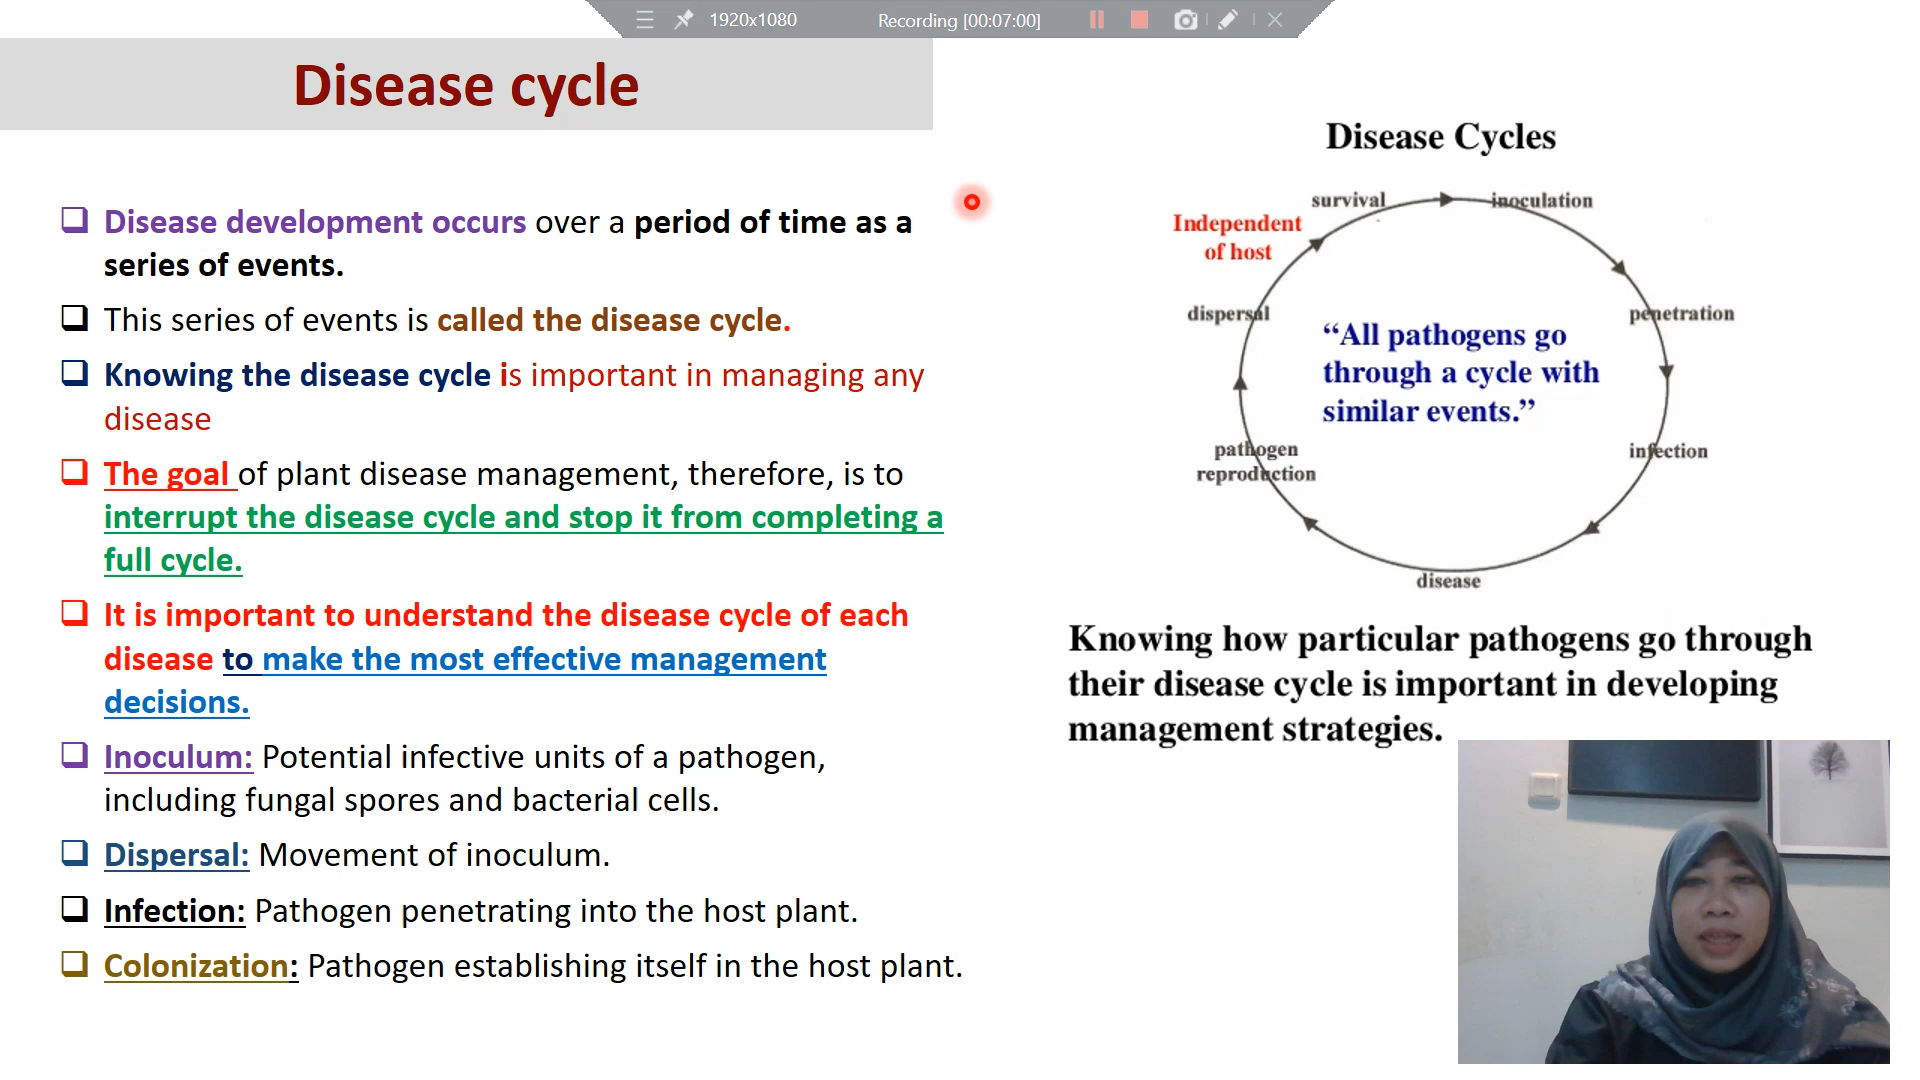 1920x1080
Recording [00:07:00]
Disease cycle
Disease development occurs over a period of time as a
series of events.
This series of events is called the disease cycle.
Knowing the disease cycle is important in managing any
disease
The goal of plant disease management, therefore, is to
interrupt the disease cycle and stop it from completing a
full cycle.
It is important to understand the disease cycle of each
disease to make the most effective management
decisions.
Inoculum: Potential infective units of a pathogen,
including fungal spores and bacterial cells.
Dispersal: Movement of inoculum.
Infection: Pathogen penetrating into the host plant.
Colonization: Pathogen establishing itself in the host plant.
Disease Cycles
survival
inoculation
Independent
of host
dispersal
penetration
“All pathogens go
through a cycle with
similar events.”
pathogen
reproduction
infection
disease
Knowing how particular pathogens go through
their disease cycle is important in developing
management strategies.